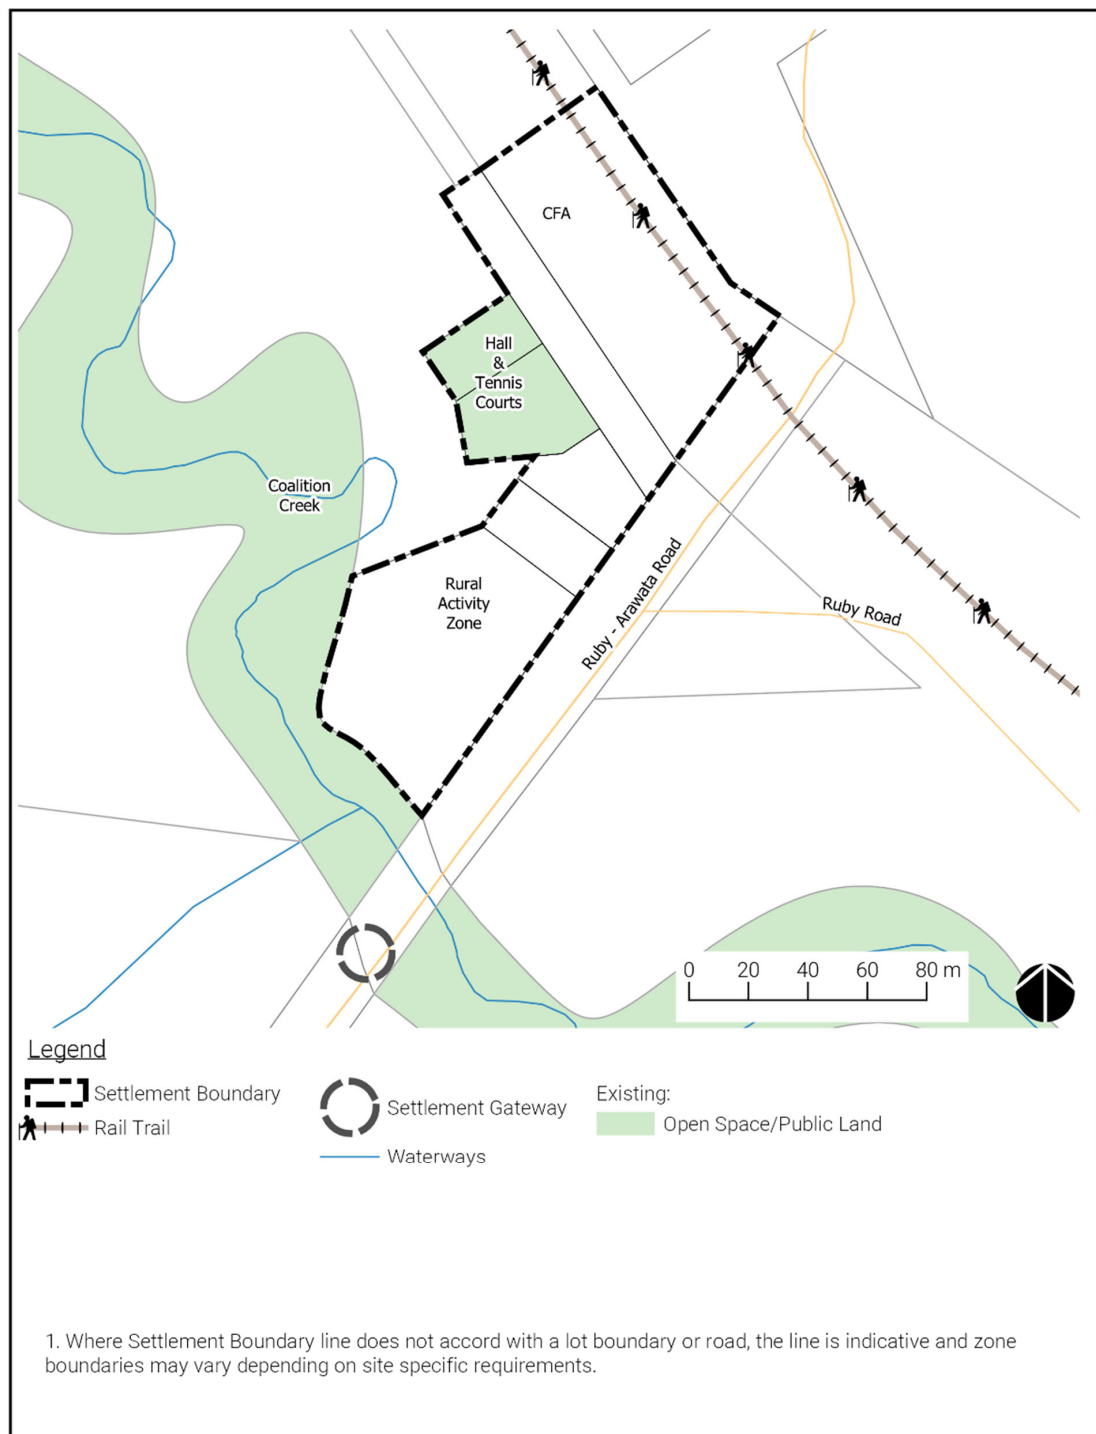 CFA
Hall
&
Tennis
Courts
Coalition
Creek
Rural
Activity
Zone
Ruby - Arawata Road
Ruby Road
0 20 40 60 80 m
Legend
Settlement Boundary
Rail Trail
Settlement Gateway
Waterways
Existing:
Open Space/Public Land
1. Where Settlement Boundary line does not accord with a lot boundary or road, the line is indicative and zone
boundaries may vary depending on site specific requirements.